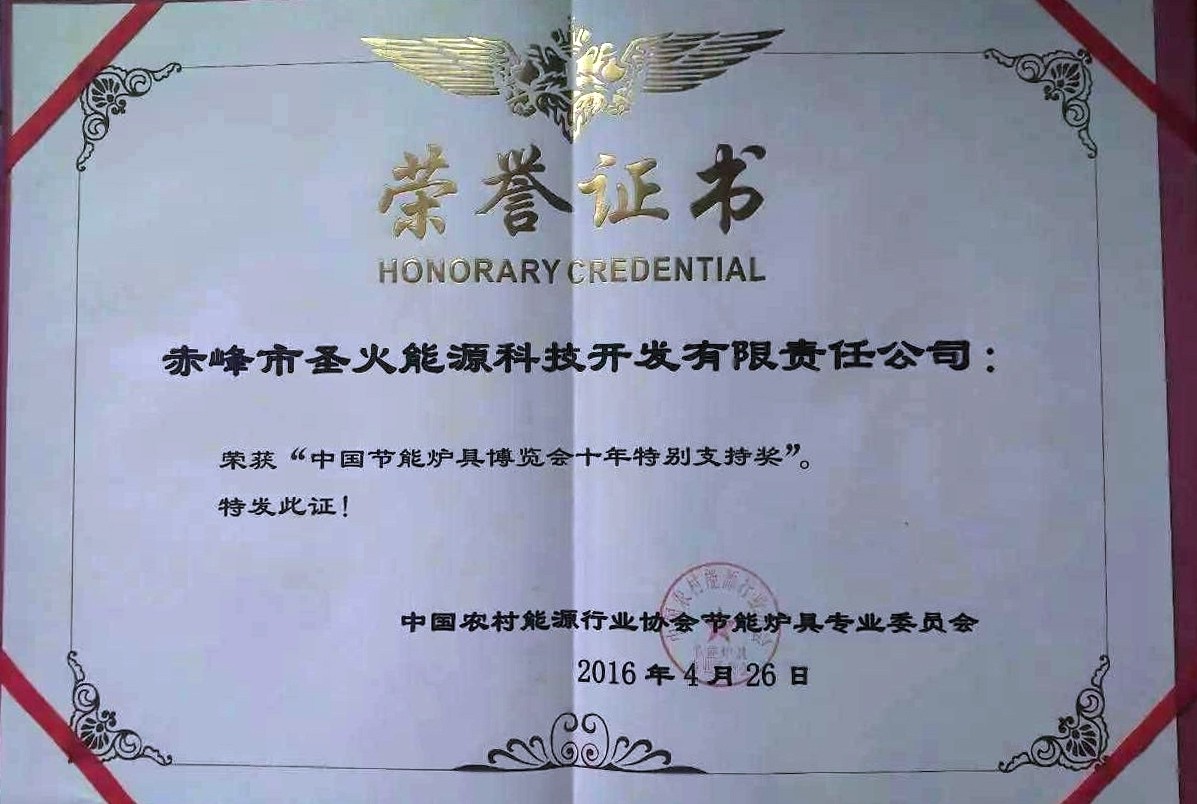 荣誉证书
HONORARY CREDENTIAL
赤峰市圣火能源科技开发有限责任公司：
荣获“中国节能炉具博览会十年特别支持奖”。
特发此证！
中国农村能源行业协会节能炉具专业委员会
2016年4月26日